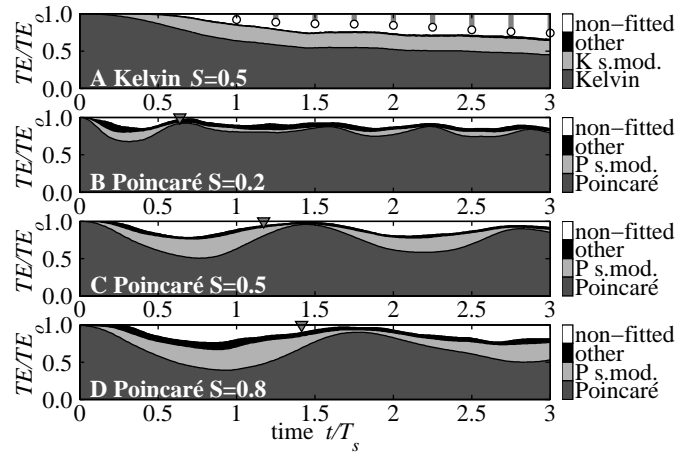 TE/TE_o
1.0
0.5
0.0
A Kelvin S=0.5
0 0.5 1 1.5 2 2.5 3
non−fitted
other
K s.mod.
Kelvin
TE/TE_o
1.0
0.5
0.0
B Poincaré S=0.2
0 0.5 1 1.5 2 2.5 3
non−fitted
other
P s.mod.
Poincaré
TE/TE_o
1.0
0.5
0.0
C Poincaré S=0.5
0 0.5 1 1.5 2 2.5 3
non−fitted
other
P s.mod.
Poincaré
TE/TE_o
1.0
0.5
0.0
D Poincaré S=0.8
0 0.5 1 1.5 2 2.5 3
non−fitted
other
P s.mod.
Poincaré
time t/T_s